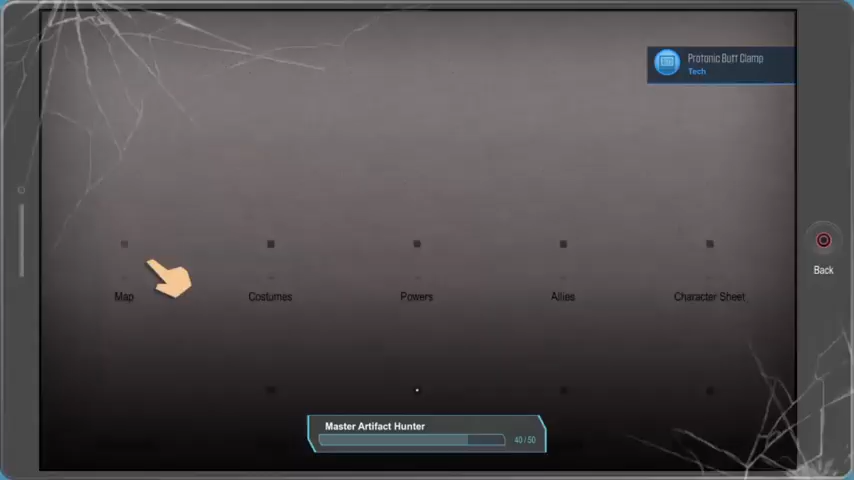 Protonic Butt Clamp
Tech
Back
Map
Costumes
Powers
Allies
Character Sheet
Master Artifact Hunter
40 / 50